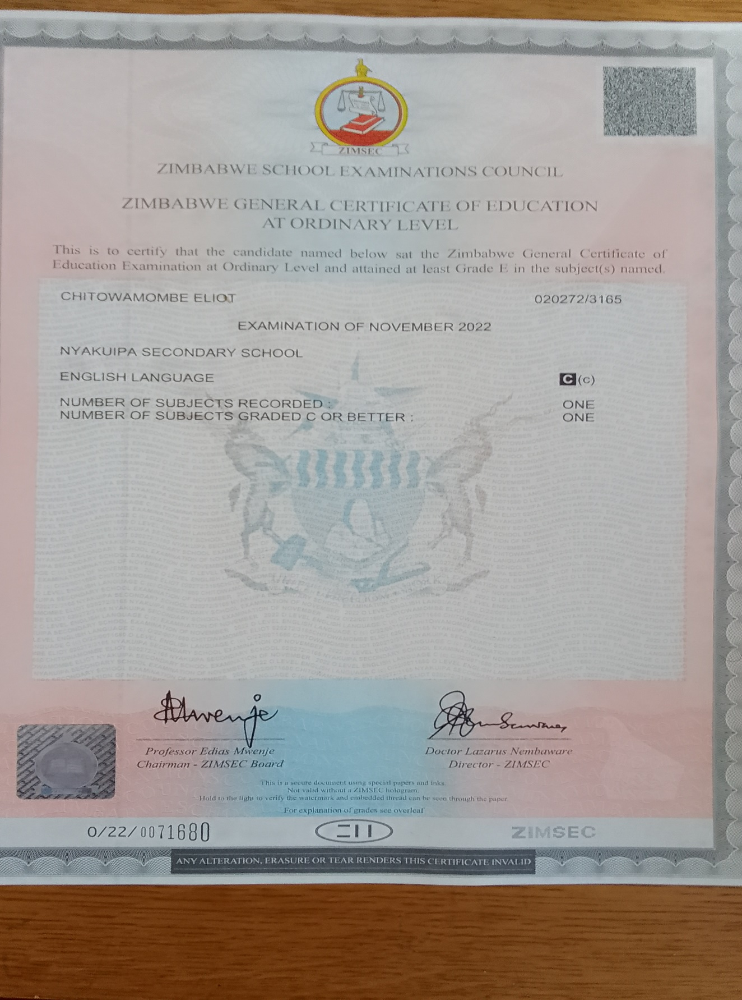 ZIMSEC
ZIMBABWE SCHOOL EXAMINATIONS COUNCIL
ZIMBABWE GENERAL CERTIFICATE OF EDUCATION
AT ORDINARY LEVEL
This is to certify that the candidate named below sat the Zimbabwe General Certificate of
Education Examination at Ordinary Level and attained at least Grade E in the subject(s) named.
CHITOWAMOMBE ELIOT 020272/3165
EXAMINATION OF NOVEMBER 2022
NYAKUIPA SECONDARY SCHOOL
ENGLISH LANGUAGE C (c)
NUMBER OF SUBJECTS RECORDED : ONE
NUMBER OF SUBJECTS GRADED C OR BETTER : ONE
Professor Edias Mwenje Doctor Lazarus Nembaware
Chairman - ZIMSEC Board Director - ZIMSEC
This is a secure document using special papers and inks.
Not valid without a ZIMSEC hologram.
Hold to the light to verify the watermark and embedded thread can be seen through the paper.
For explanation of grades see overleaf
O/22/0071680 ZIMSEC
ANY ALTERATION, ERASURE OR TEAR RENDERS THIS CERTIFICATE INVALID